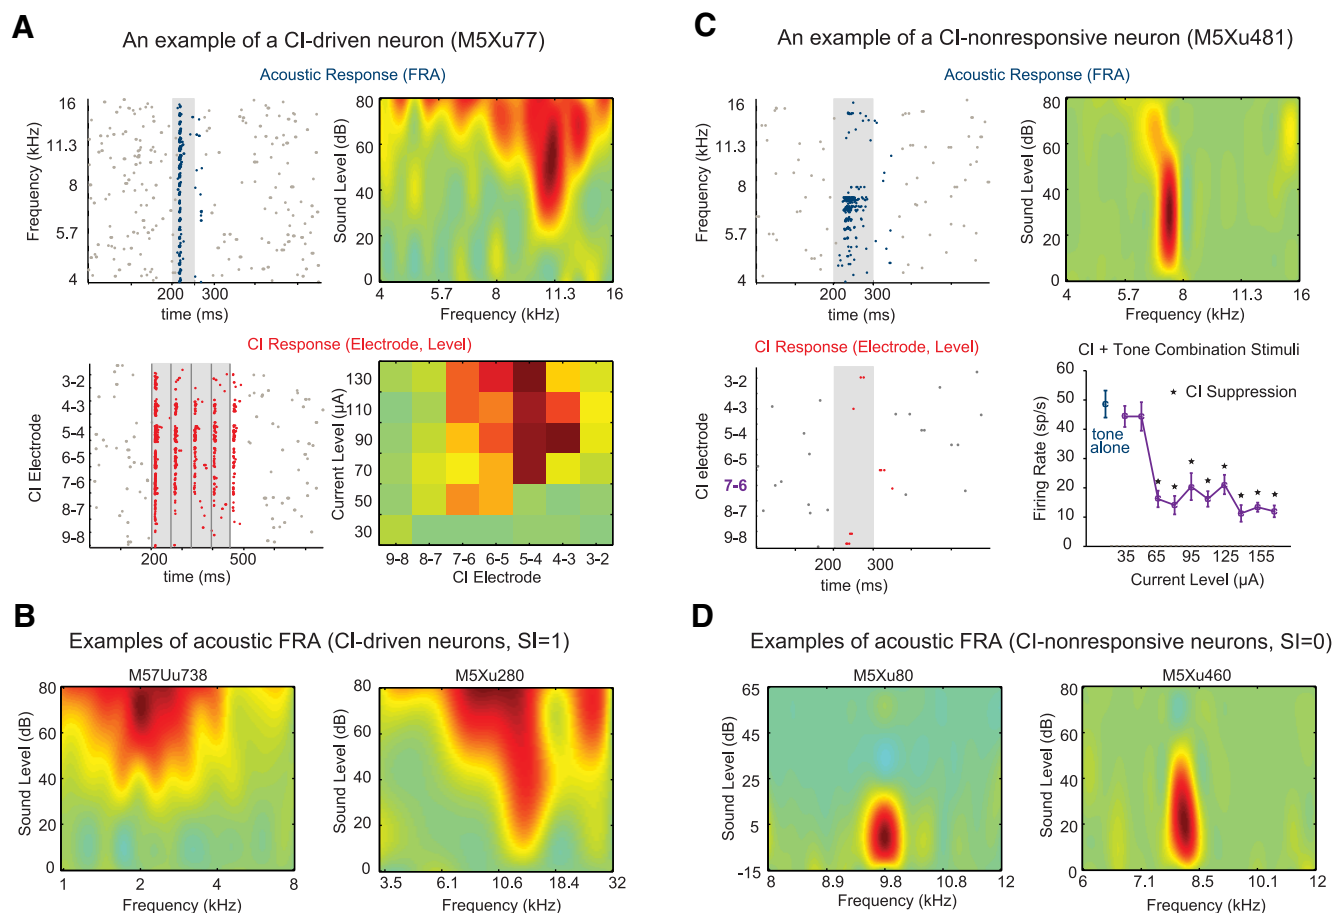 A
An example of a CI-driven neuron (M5Xu77)
Acoustic Response (FRA)
Frequency (kHz)
16
11.3
8
5.7
4
200 300
time (ms)
Sound Level (dB)
80
60
40
20
0
4 5.7 8 11.3 16
Frequency (kHz)
CI Response (Electrode, Level)
CI Electrode
3-2
4-3
5-4
6-5
7-6
8-7
9-8
200 500
time (ms)
Current Level (µA)
130
110
90
70
50
30
9-8 8-7 7-6 6-5 5-4 4-3 3-2
CI Electrode
C
An example of a CI-nonresponsive neuron (M5Xu481)
Acoustic Response (FRA)
Frequency (kHz)
16
11.3
8
5.7
4
200 300
time (ms)
Sound Level (dB)
80
60
40
20
0
4 5.7 8 11.3 16
Frequency (kHz)
CI Response (Electrode, Level)
CI electrode
3-2
4-3
5-4
6-5
7-6
8-7
9-8
200 300
time (ms)
CI + Tone Combination Stimuli
Firing Rate (sp/s)
60
50
40
30
20
10
0
★ CI Suppression
tone
alone
35 65 95 125 155
Current Level (µA)
B
Examples of acoustic FRA (CI-driven neurons, SI=1)
M57Uu738
Sound Level (dB)
80
60
40
20
0
1 2 4 8
Frequency (kHz)
M5Xu280
Sound Level (dB)
80
60
40
20
0
3.5 6.1 10.6 18.4 32
Frequency (kHz)
D
Examples of acoustic FRA (CI-nonresponsive neurons, SI=0)
M5Xu80
Sound Level (dB)
65
45
25
5
-15
8 8.9 9.8 10.8 12
Frequency (kHz)
M5Xu460
Sound Level (dB)
80
60
40
20
0
6 7.1 8.5 10.1 12
Frequency (kHz)